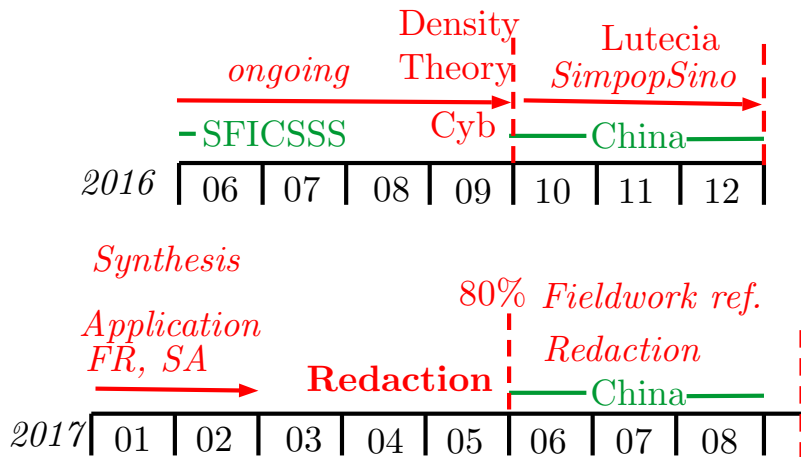 Density
Lutecia
ongoing
Theory
SimpopSino
SFICSSS
Cyb
China
2016
06
07
08
09
10
11
12
Synthesis
80%
Fieldwork ref.
Application
FR, SA
Redaction
Redaction
China
2017
01
02
03
04
05
06
07
08